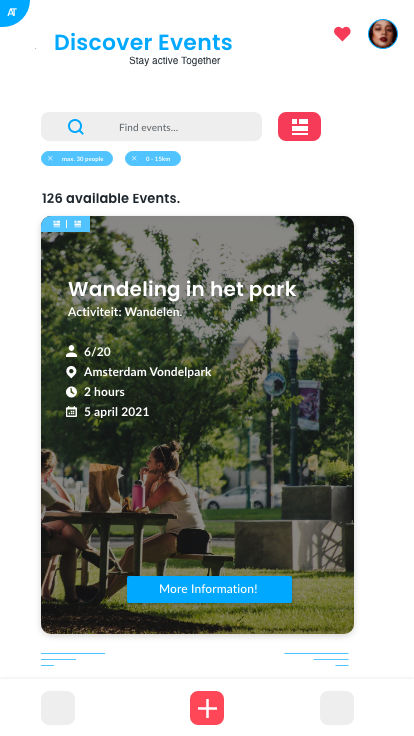 AT
Discover Events
Stay active Together
Find events...
max. 30 people
0 - 15km
126 available Events.
Wandeling in het park
Activiteit: Wandelen.
6/20
Amsterdam Vondelpark
2 hours
5 april 2021
More Information!